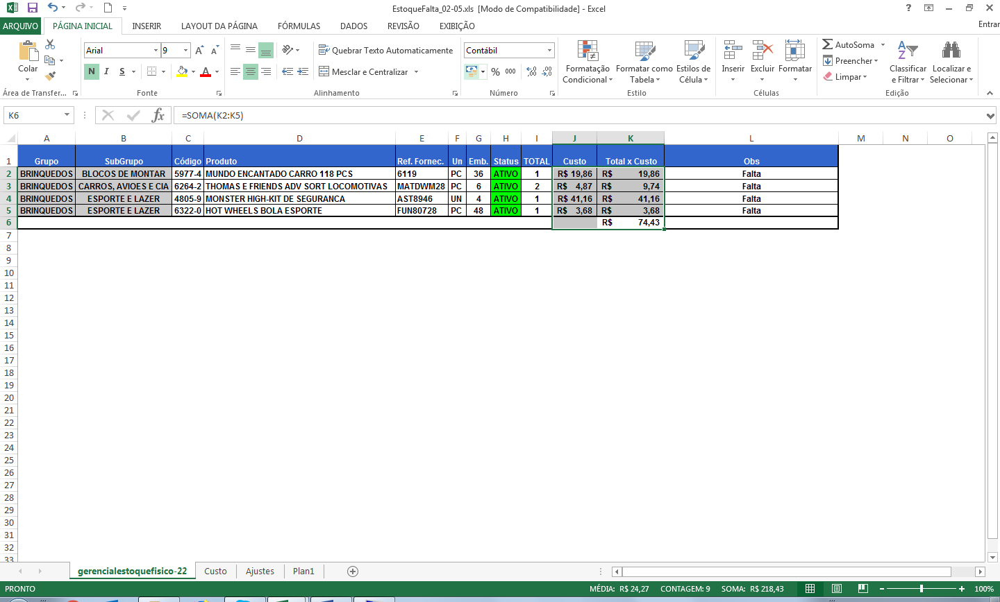 EstoqueFalta_02-05.xls [Modo de Compatibilidade] - Excel
ARQUIVO PÁGINA INICIAL INSERIR LAYOUT DA PÁGINA FÓRMULAS DADOS REVISÃO EXIBIÇÃO Entrar
Colar
Arial 9
N I S
Quebrar Texto Automaticamente
Mesclar e Centralizar
Contábil
% 000
Formatação Condicional
Formatar como Tabela
Estilos de Célula
Inserir Excluir Formatar
AutoSoma
Preencher
Limpar
Classificar e Filtrar
Localizar e Selecionar
Área de Transfer... Fonte Alinhamento Número Estilo Células Edição
K6 fx =SOMA(K2:K5)
A B C D E F G H I J K L M N O
1 Grupo SubGrupo Código Produto Ref. Fornec. Un Emb. Status TOTAL Custo Total x Custo Obs
2 BRINQUEDOS BLOCOS DE MONTAR 5977-4 MUNDO ENCANTADO CARRO 118 PCS 6119 PC 36 ATIVO 1 R$ 19,86 R$ 19,86 Falta
3 BRINQUEDOS CARROS, AVIOES E CIA 6264-2 THOMAS E FRIENDS ADV SORT LOCOMOTIVAS MATDWM28 PC 6 ATIVO 2 R$ 4,87 R$ 9,74 Falta
4 BRINQUEDOS ESPORTE E LAZER 4805-9 MONSTER HIGH-KIT DE SEGURANCA AST8946 UN 4 ATIVO 1 R$ 41,16 R$ 41,16 Falta
5 BRINQUEDOS ESPORTE E LAZER 6322-0 HOT WHEELS BOLA ESPORTE FUN80728 PC 48 ATIVO 1 R$ 3,68 R$ 3,68 Falta
6 R$ 74,43
7
8
9
10
11
12
13
14
15
16
17
18
19
20
21
22
23
24
25
26
27
28
29
30
31
32
33
gerencialestoquefisico-22 Custo Ajustes Plan1
PRONTO MÉDIA: R$ 24,27 CONTAGEM: 9 SOMA: R$ 218,43 100%